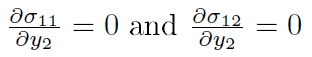 ∂σ₁₁/∂y₂ = 0 and ∂σ₁₂/∂y₂ = 0